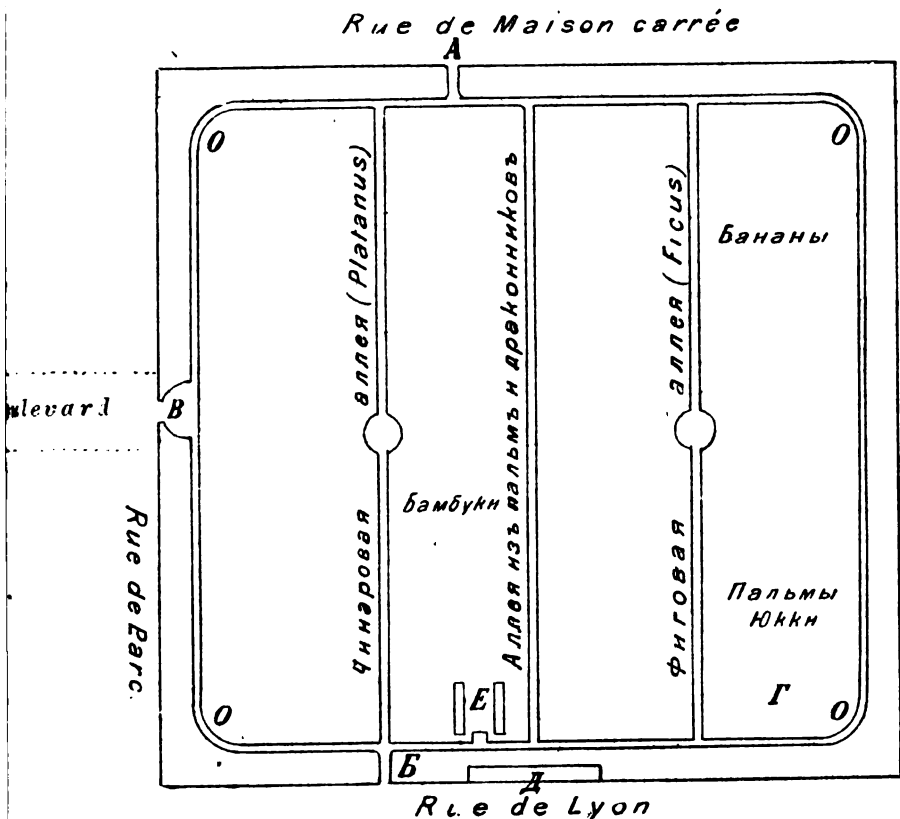 Rue de Maison carrée
А
О
О
Чинаровая аллея (Platanus)
Аллея изъ пальмъ и драконниковъ
Фиговая аллея (Ficus)
Бананы
levard
В
Бамбуки
Rue de Parc.
Пальмы
Юкки
Е
Г
О
О
Б
Д
Rue de Lyon